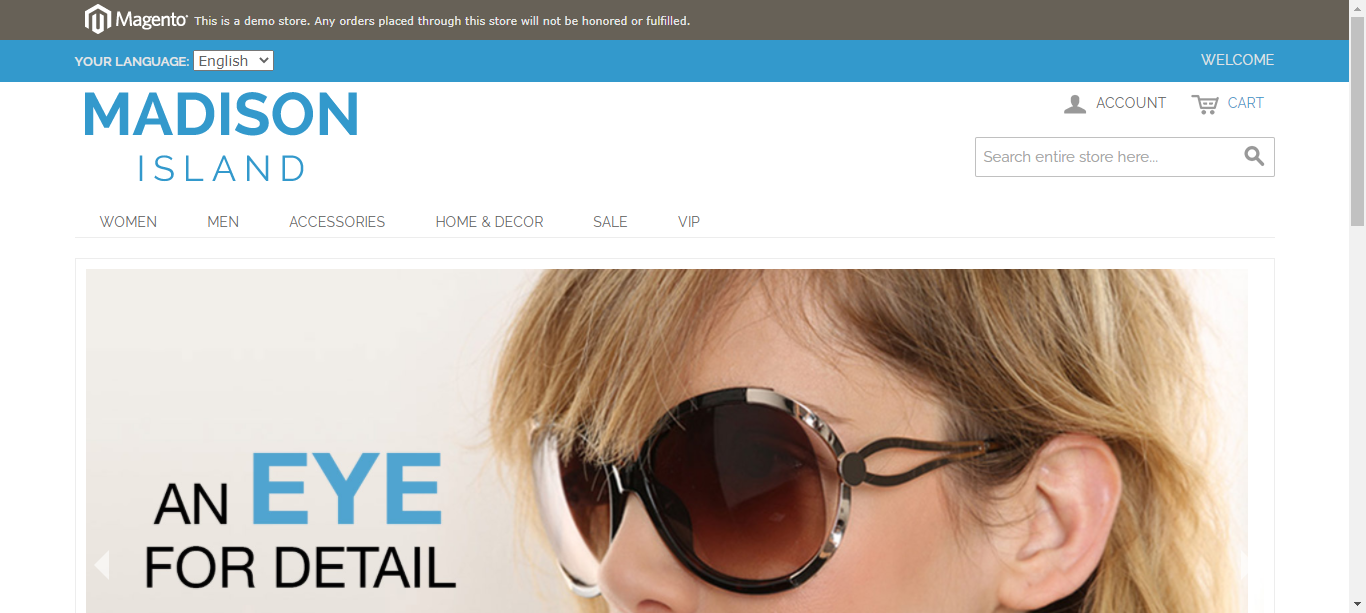 Magento This is a demo store. Any orders placed through this store will not be honored or fulfilled.
YOUR LANGUAGE: English WELCOME
MADISON
ISLAND
ACCOUNT CART
Search entire store here...
WOMEN MEN ACCESSORIES HOME & DECOR SALE VIP
AN EYE
FOR DETAIL